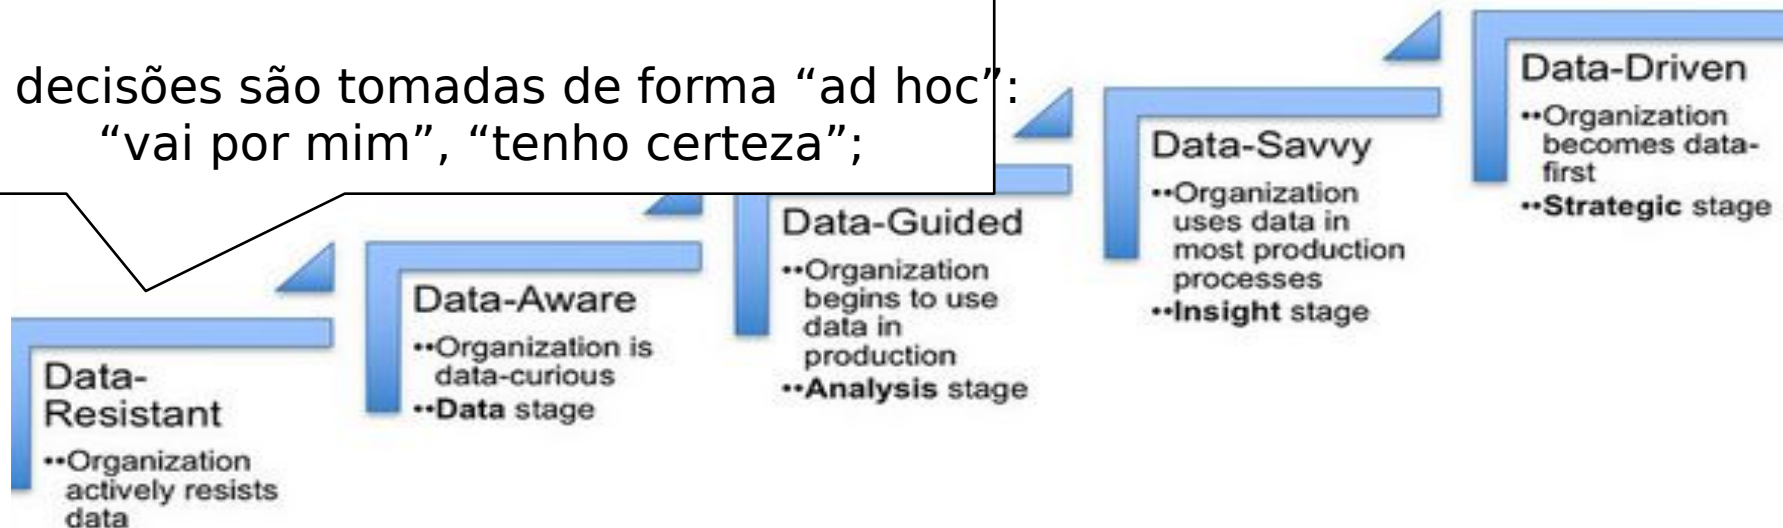 decisões são tomadas de forma “ad hoc”:
“vai por mim”, “tenho certeza”;
Data-
Resistant
••Organization
actively resists
data
Data-Aware
••Organization is
data-curious
••Data stage
Data-Guided
••Organization
begins to use
data in
production
••Analysis stage
Data-Savvy
••Organization
uses data in
most production
processes
••Insight stage
Data-Driven
••Organization
becomes data-
first
••Strategic stage